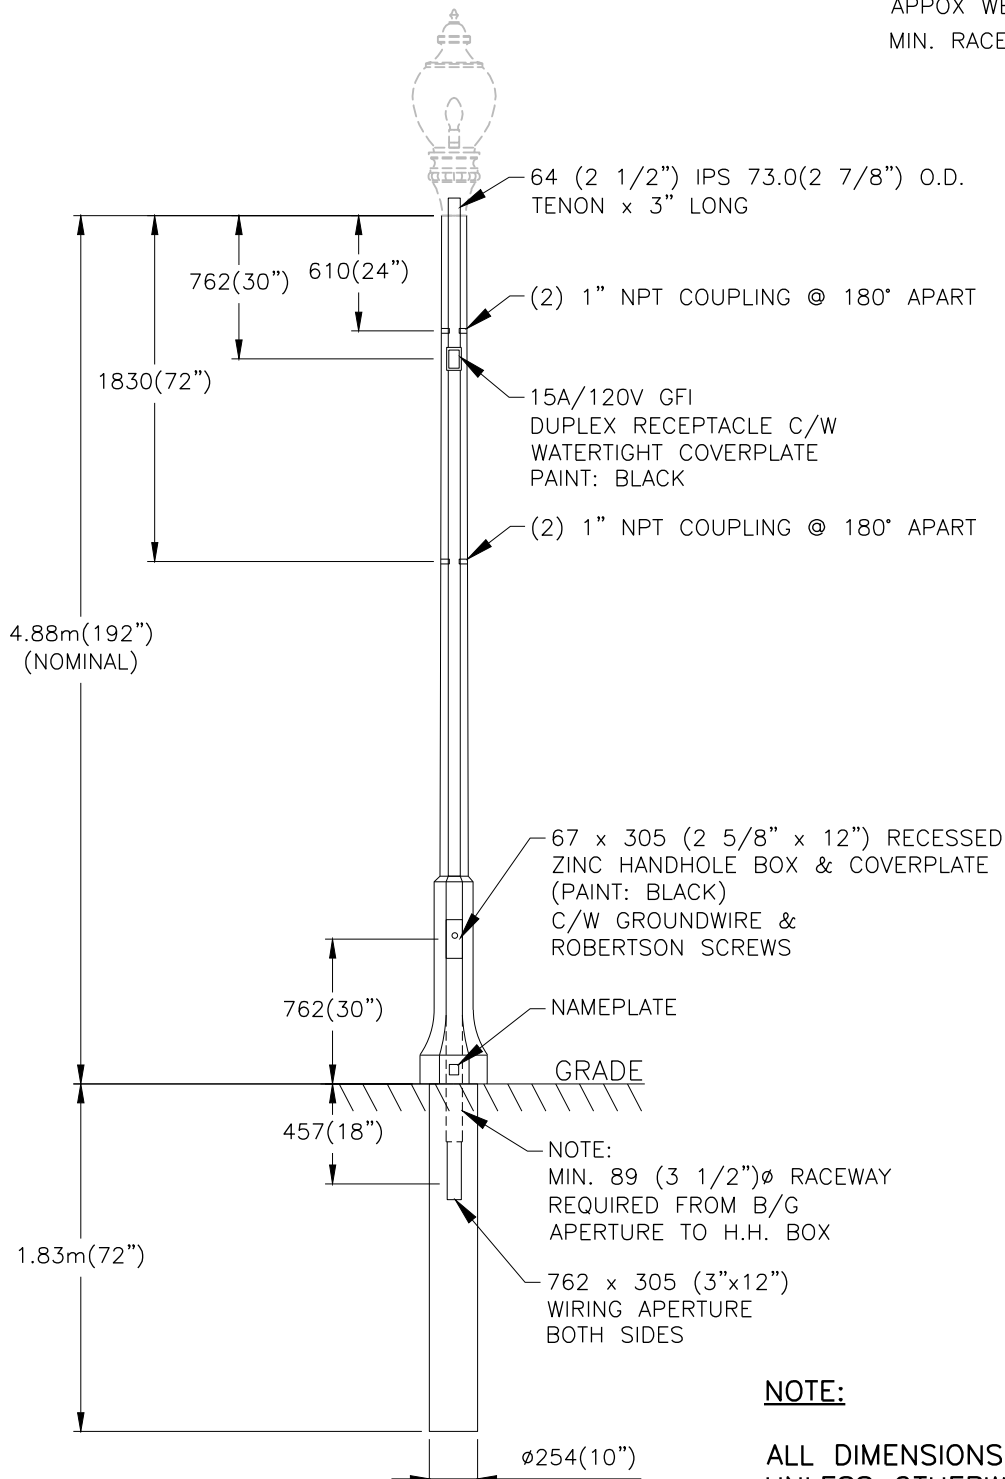 APPOX WE
MIN. RACE
64 (2 1/2") IPS 73.0(2 7/8") O.D.
TENON x 3" LONG
762(30")
610(24")
(2) 1" NPT COUPLING @ 180° APART
1830(72")
15A/120V GFI
DUPLEX RECEPTACLE C/W
WATERTIGHT COVERPLATE
PAINT: BLACK
(2) 1" NPT COUPLING @ 180° APART
4.88m(192")
(NOMINAL)
67 x 305 (2 5/8" x 12") RECESSED
ZINC HANDHOLE BOX & COVERPLATE
(PAINT: BLACK)
C/W GROUNDWIRE &
ROBERTSON SCREWS
762(30")
NAMEPLATE
GRADE
457(18")
NOTE:
MIN. 89 (3 1/2")ø RACEWAY
REQUIRED FROM B/G
APERTURE TO H.H. BOX
1.83m(72")
762 x 305 (3"x12")
WIRING APERTURE
BOTH SIDES
NOTE:
ø254(10")
ALL DIMENSIONS